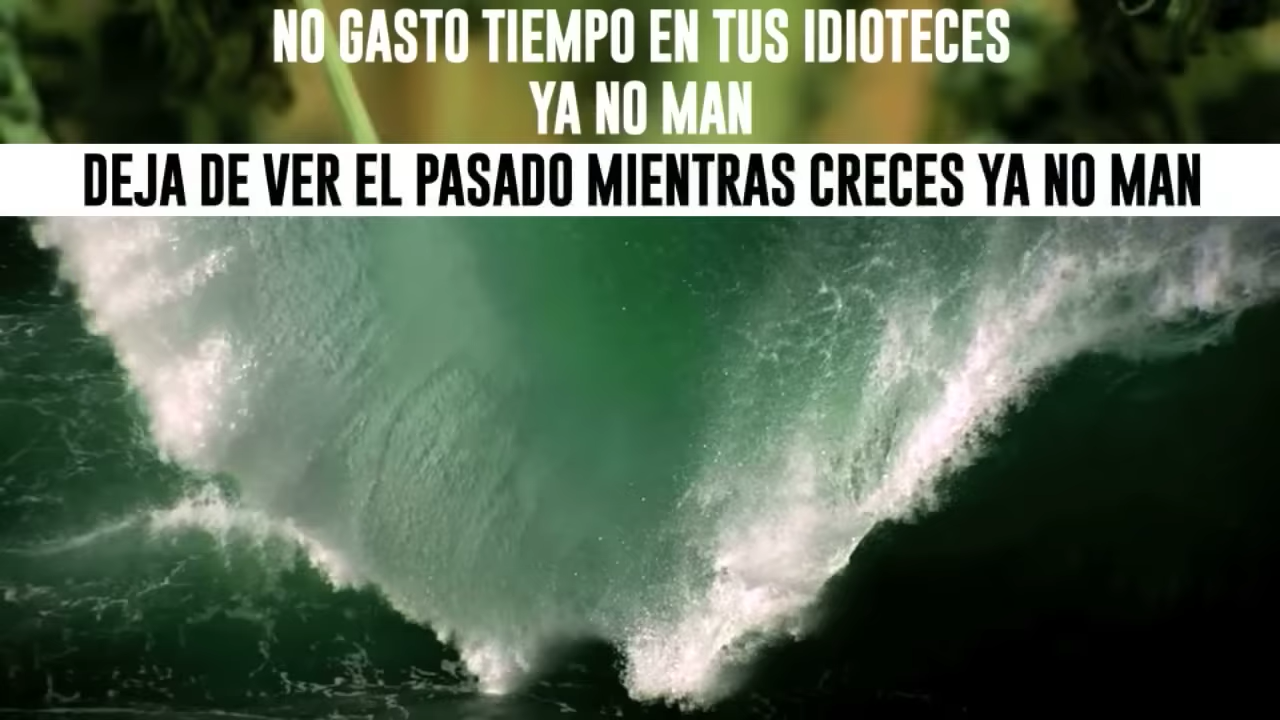 NO GASTO TIEMPO EN TUS IDIOTECES
YA NO MAN
DEJA DE VER EL PASADO MIENTRAS CRECES YA NO MAN